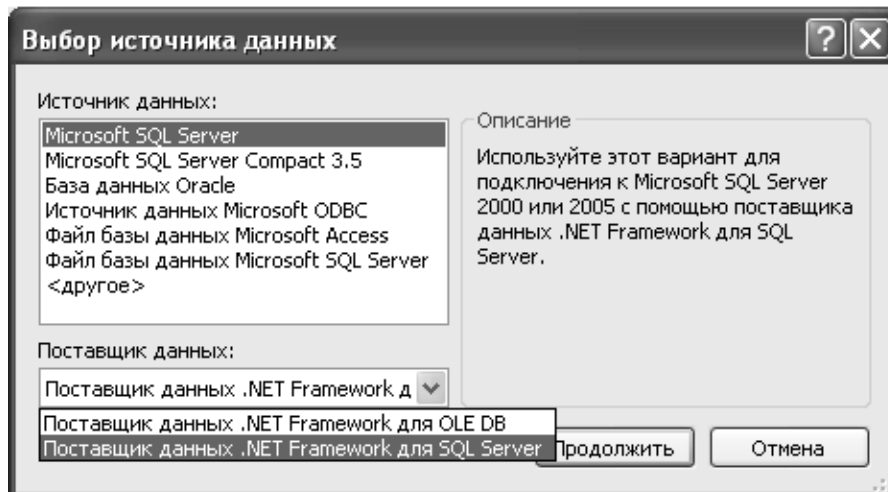 Выбор источника данных
Источник данных:
Microsoft SQL Server
Microsoft SQL Server Compact 3.5
База данных Oracle
Источник данных Microsoft ODBC
Файл базы данных Microsoft Access
Файл базы данных Microsoft SQL Server
<другое>
Описание
Используйте этот вариант для
подключения к Microsoft SQL Server
2000 или 2005 с помощью поставщика
данных .NET Framework для SQL
Server.
Поставщик данных:
Поставщик данных .NET Framework д
Поставщик данных .NET Framework для OLE DB
Поставщик данных .NET Framework для SQL Server
Продолжить
Отмена